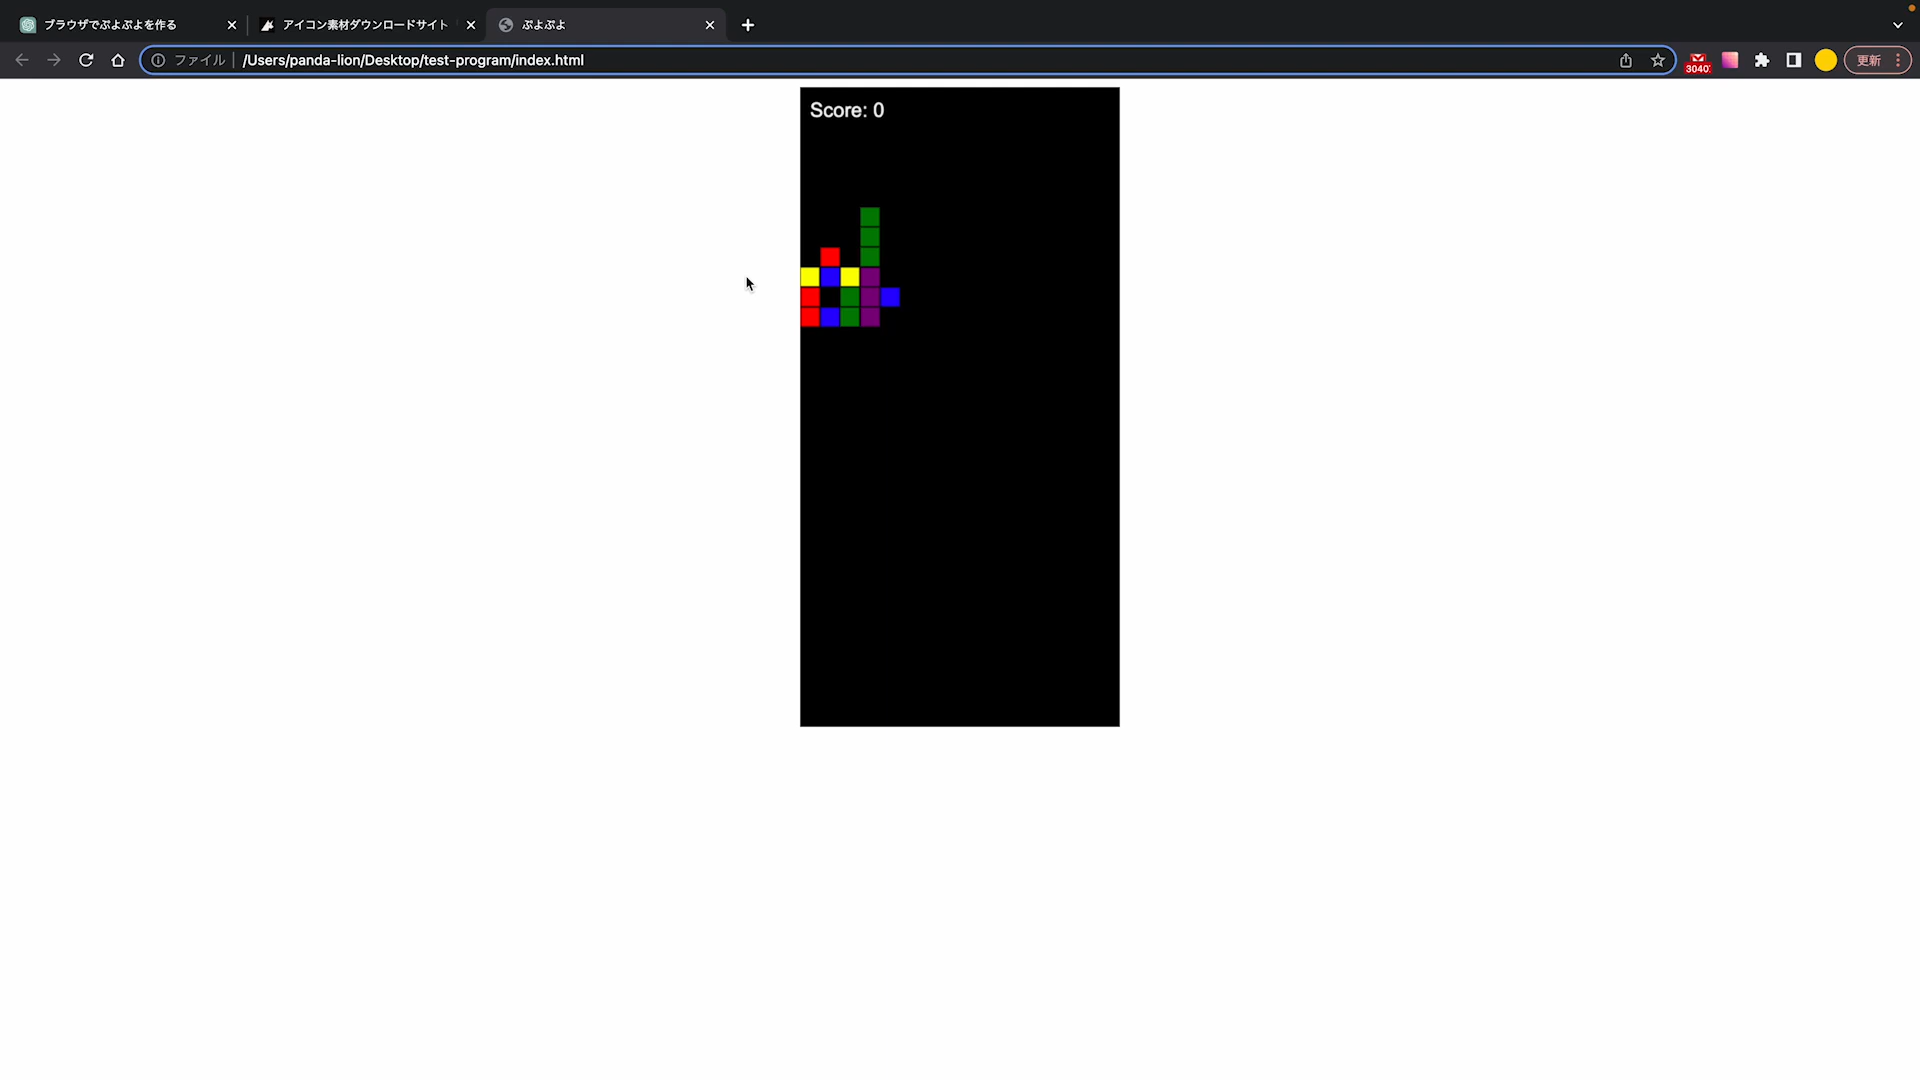 ブラウザでぷよぷよを作る
アイコン素材ダウンロードサイト
ぷよぷよ
ファイル
/Users/panda-lion/Desktop/test-program/index.html
3040
更新
Score: 0